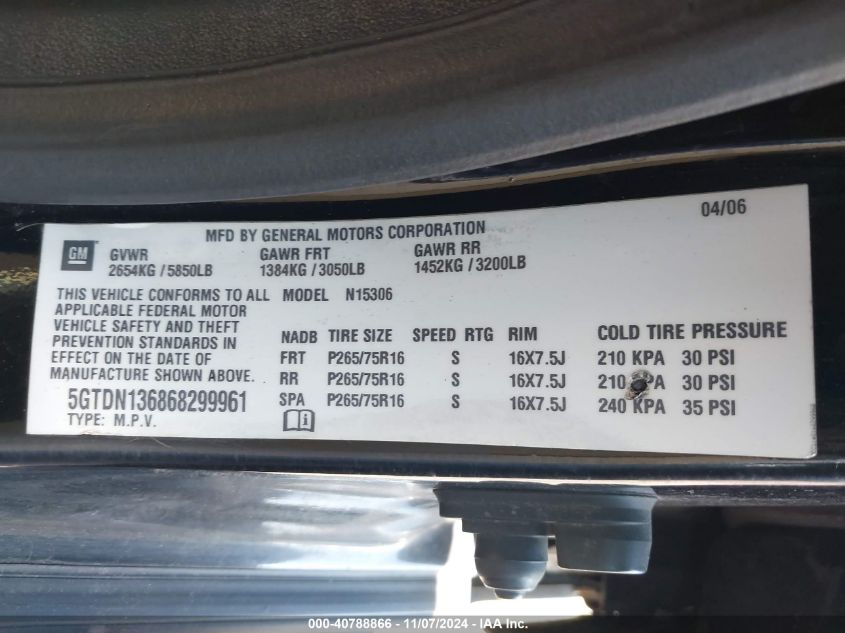 04/06
MFD BY GENERAL MOTORS CORPORATION
GM
GVWR GAWR FRT GAWR RR
2654KG / 5850LB 1384KG / 3050LB 1452KG / 3200LB
THIS VEHICLE CONFORMS TO ALL MODEL N15306
APPLICABLE FEDERAL MOTOR
VEHICLE SAFETY AND THEFT
PREVENTION STANDARDS IN
EFFECT ON THE DATE OF
MANUFACTURE SHOWN ABOVE.
5GTDN136868299961
TYPE: M.P.V.
NADB TIRE SIZE SPEED RTG RIM COLD TIRE PRESSURE
FRT P265/75R16 S 16X7.5J 210 KPA 30 PSI
RR P265/75R16 S 16X7.5J 210 KPA 30 PSI
SPA P265/75R16 S 16X7.5J 240 KPA 35 PSI
000-40788866 - 11/07/2024 - IAA Inc.